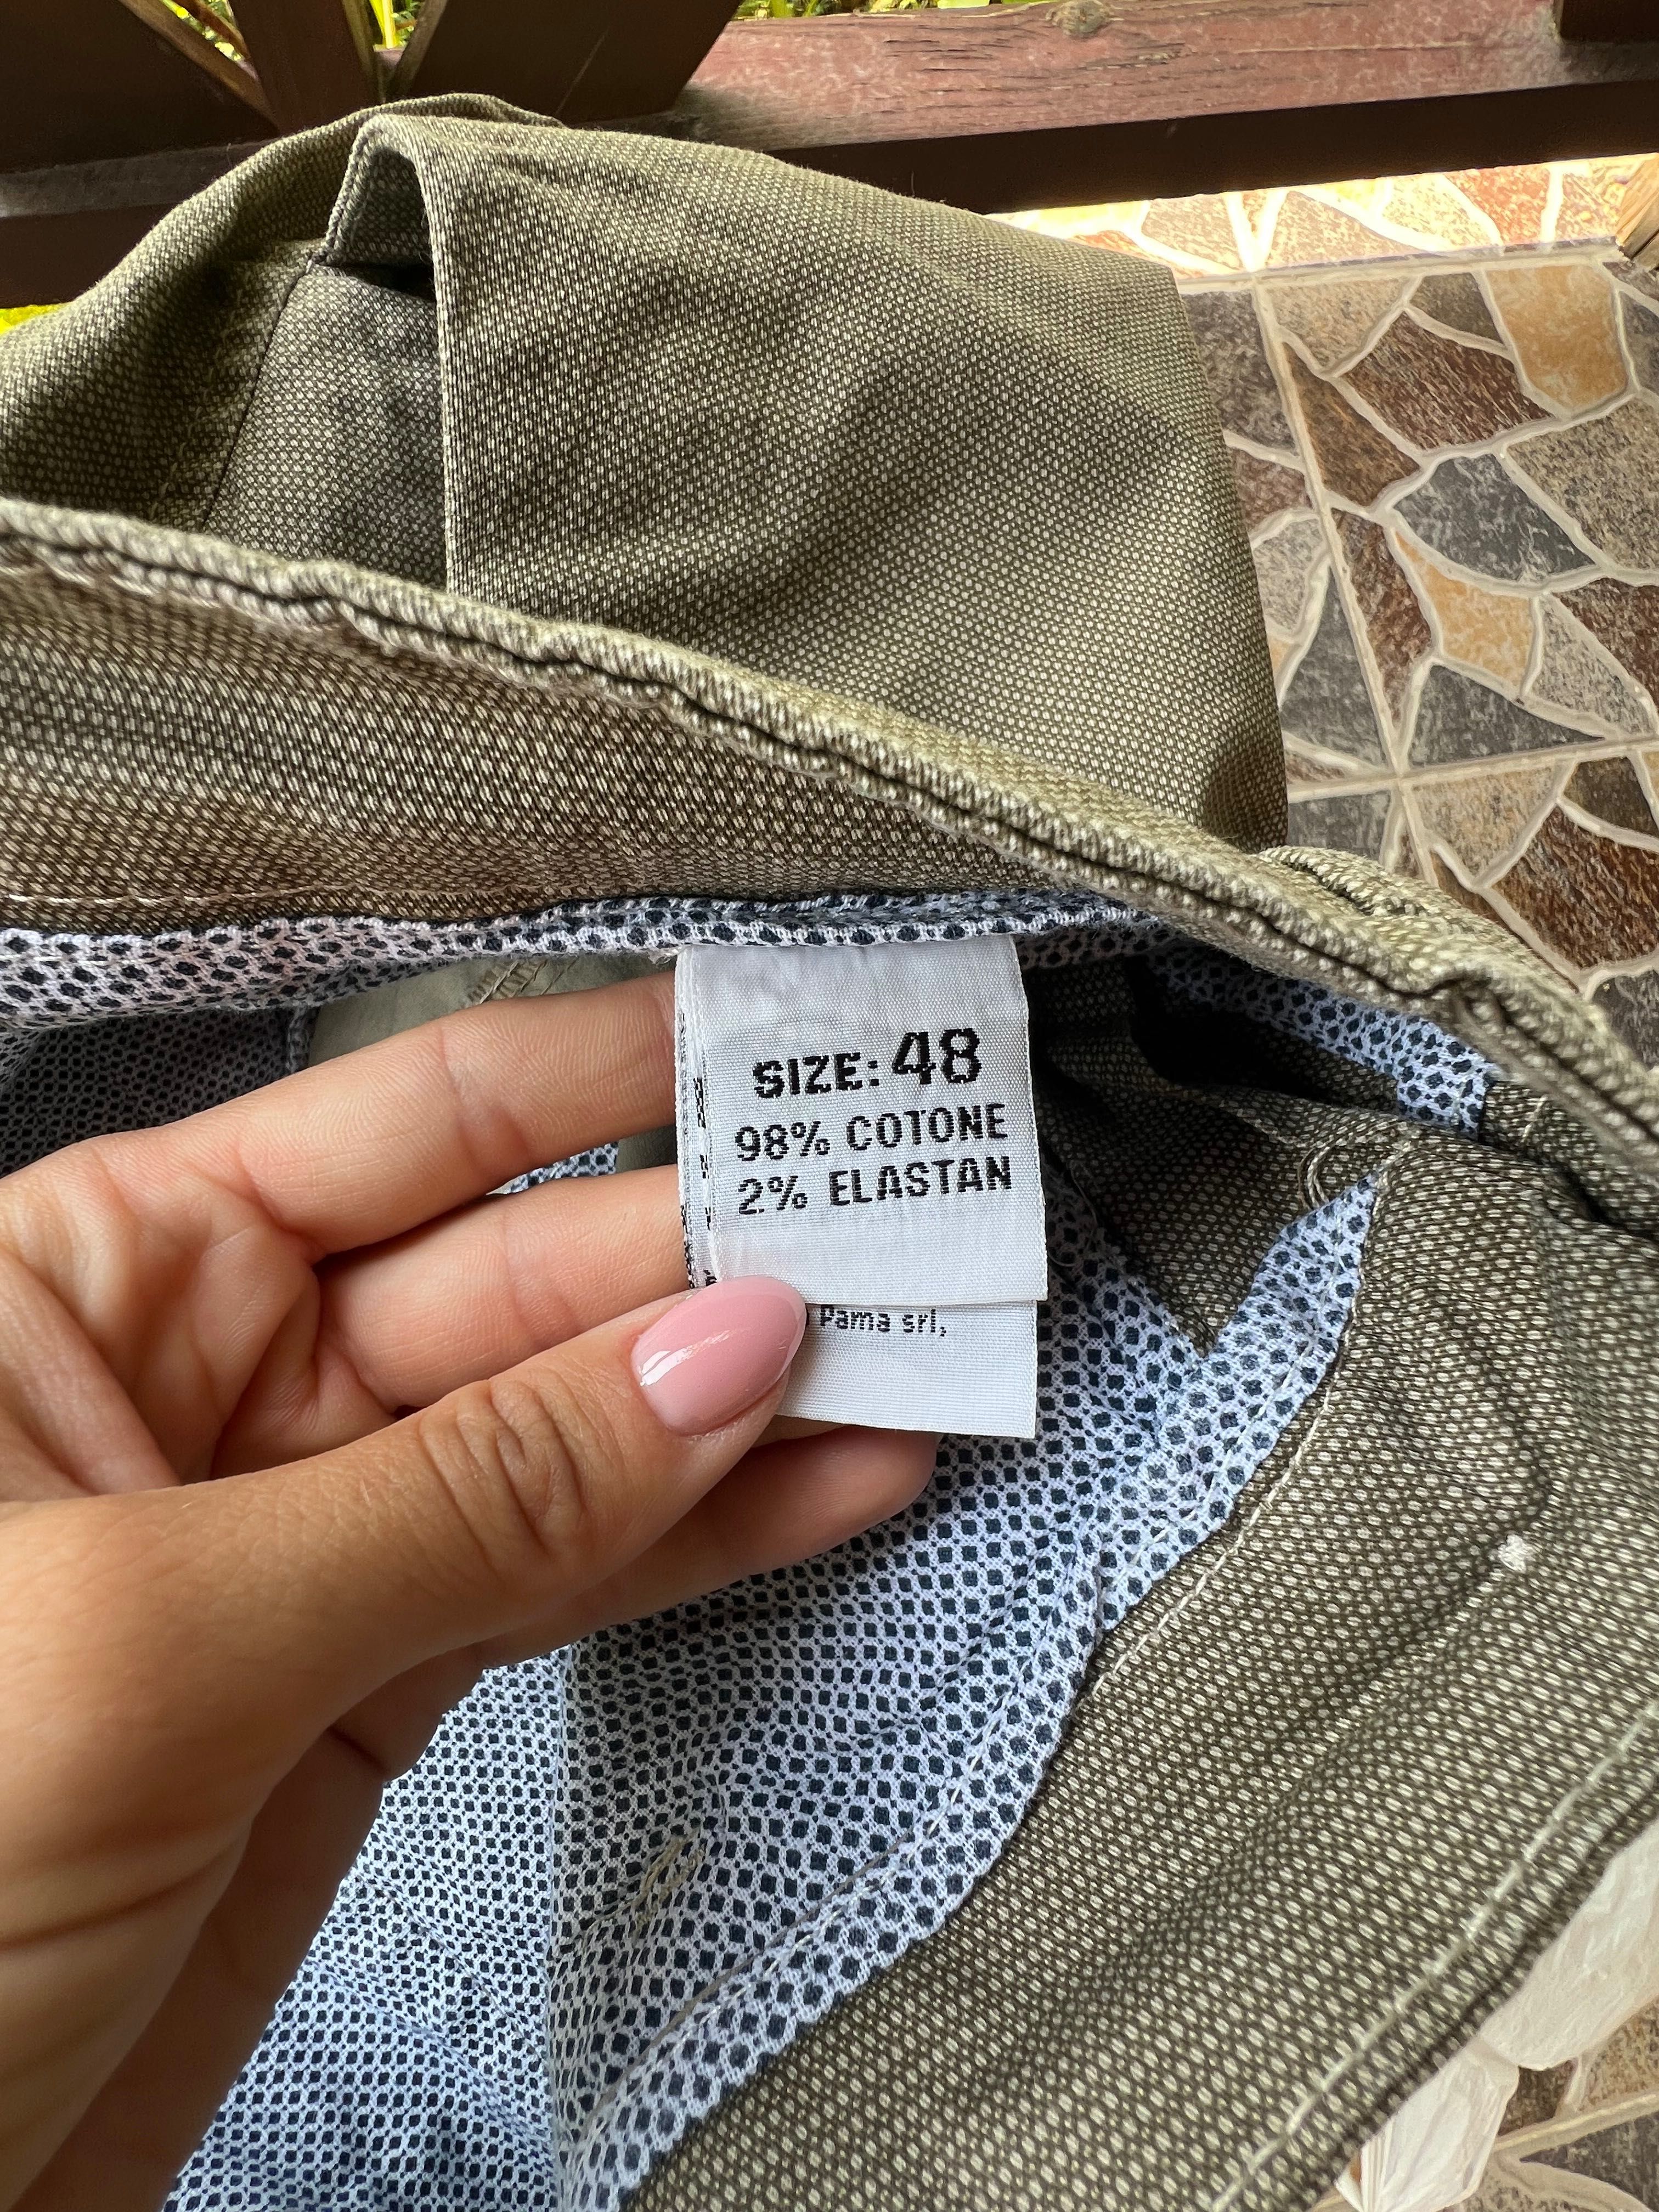 SIZE: 48
98% COTONE
2% ELASTAN
Pama srl,